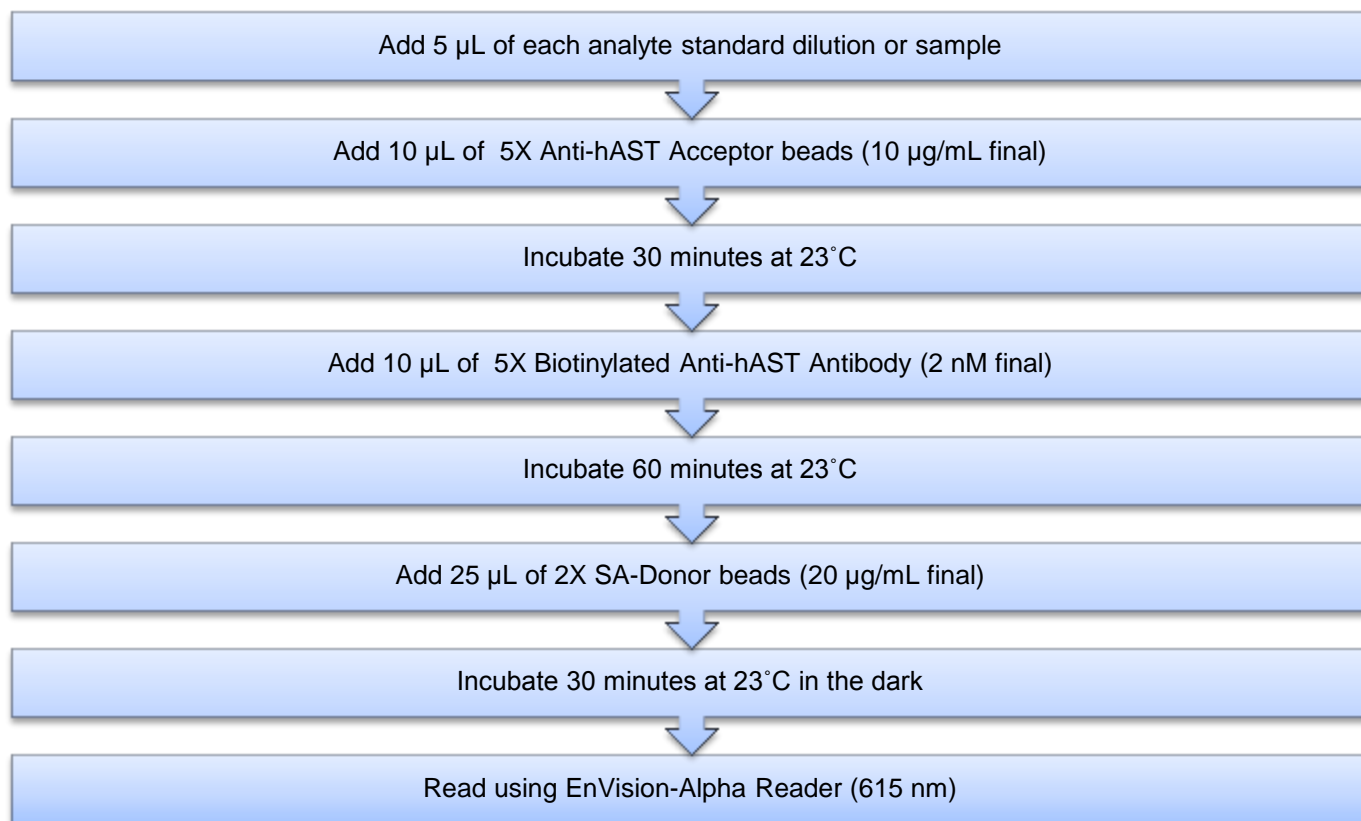 Add 5 µL of each analyte standard dilution or sample
Add 10 µL of 5X Anti-hAST Acceptor beads (10 µg/mL final)
Incubate 30 minutes at 23˚C
Add 10 µL of 5X Biotinylated Anti-hAST Antibody (2 nM final)
Incubate 60 minutes at 23˚C
Add 25 µL of 2X SA-Donor beads (20 µg/mL final)
Incubate 30 minutes at 23˚C in the dark
Read using EnVision-Alpha Reader (615 nm)